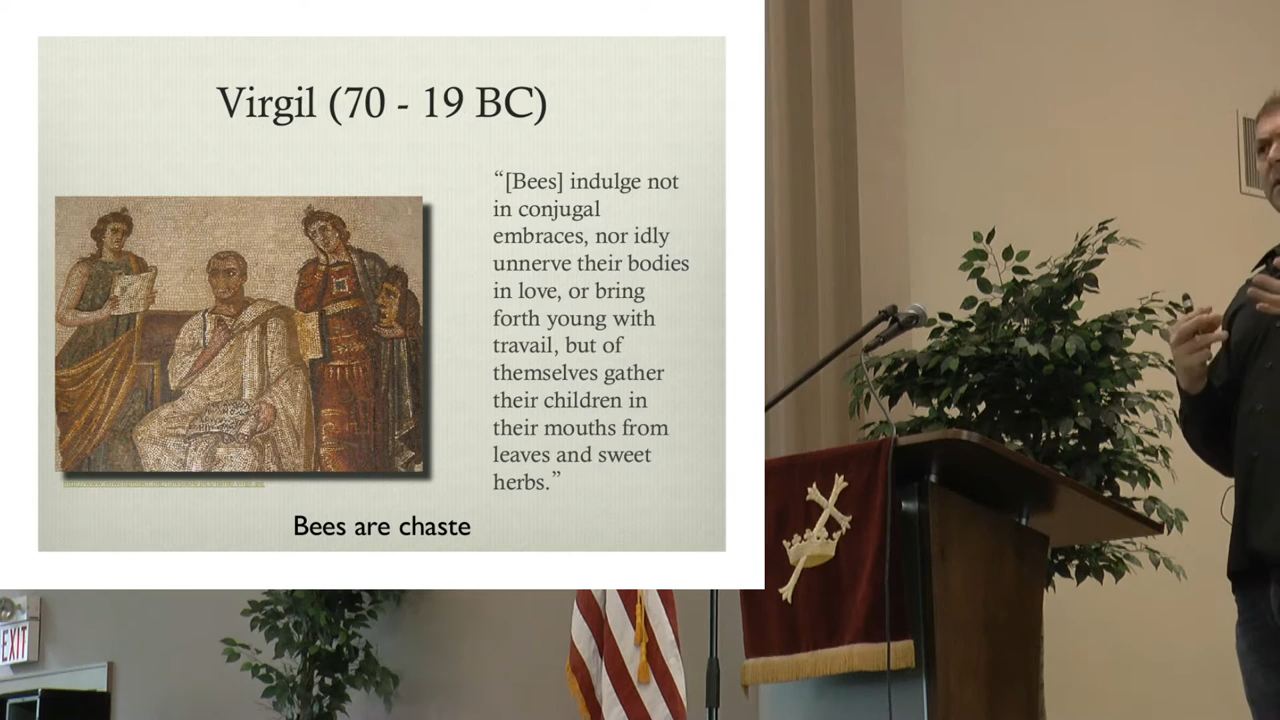 Virgil (70 - 19 BC)
“[Bees] indulge not
in conjugal
embraces, nor idly
unnerve their bodies
in love, or bring
forth young with
travail, but of
themselves gather
their children in
their mouths from
leaves and sweet
herbs.”
Bees are chaste
EXIT